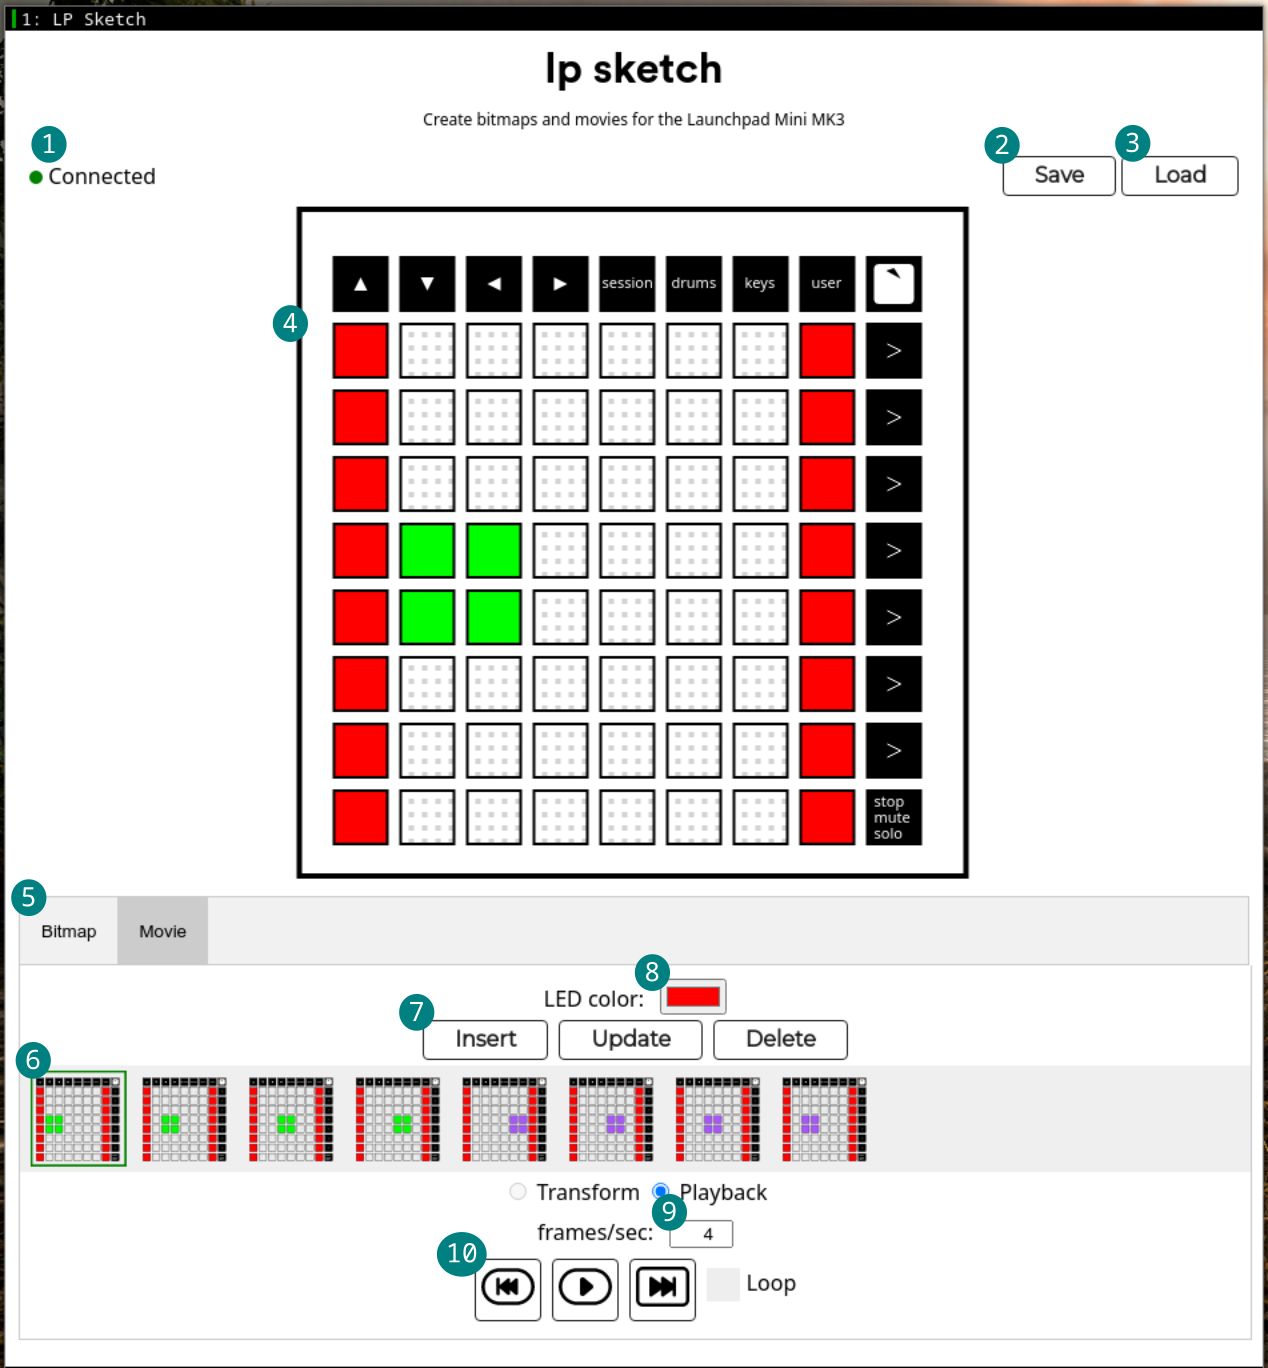 1: LP Sketch
lp sketch
Create bitmaps and movies for the Launchpad Mini MK3
1
2
3
Connected
Save
Load
▲ ▼ ◀ ▶ session drums keys user
4
>
>
>
>
>
>
>
stop
mute
solo
5
Bitmap
Movie
8
LED color:
7
Insert
Update
Delete
6
Transform
Playback
9
frames/sec:
4
10
Loop